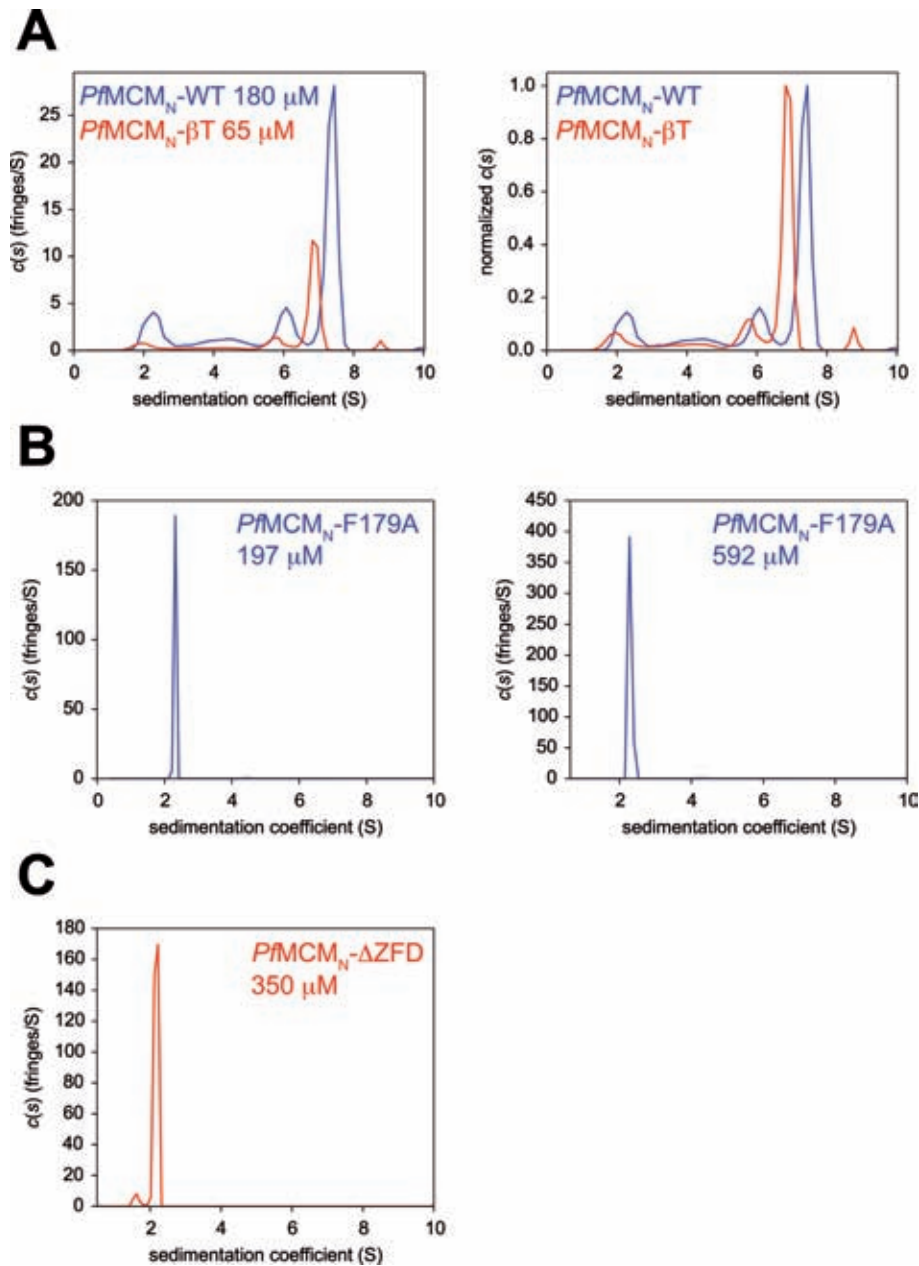 A
PfMCMN-WT 180 μM
PfMCMN-βT 65 μM
c(s) (fringes/S)
25
20
15
10
5
0
0 2 4 6 8 10
sedimentation coefficient (S)
PfMCMN-WT
PfMCMN-βT
normalized c(s)
1.0
0.8
0.6
0.4
0.2
0.0
0 2 4 6 8 10
sedimentation coefficient (S)
B
PfMCMN-F179A
197 μM
c(s) (fringes/S)
200
150
100
50
0
0 2 4 6 8 10
sedimentation coefficient (S)
PfMCMN-F179A
592 μM
c(s) (fringes/S)
450
400
350
300
250
200
150
100
50
0
2 4 6 8 10
sedimentation coefficient (S)
C
PfMCMN-ΔZFD
350 μM
c(s) (fringes/S)
180
160
140
120
100
80
60
40
20
0
2 4 6 8 10
sedimentation coefficient (S)